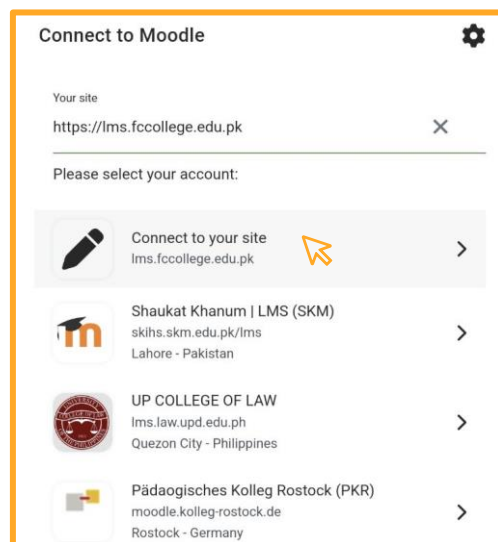 Connect to Moodle
Your site
https://lms.fccollege.edu.pk
Please select your account:
Connect to your site
lms.fccollege.edu.pk
Shaukat Khanum | LMS (SKM)
skihs.skm.edu.pk/lms
Lahore - Pakistan
UP COLLEGE OF LAW
lms.law.upd.edu.ph
Quezon City - Philippines
Pädaogisches Kolleg Rostock (PKR)
moodle.kolleg-rostock.de
Rostock - Germany